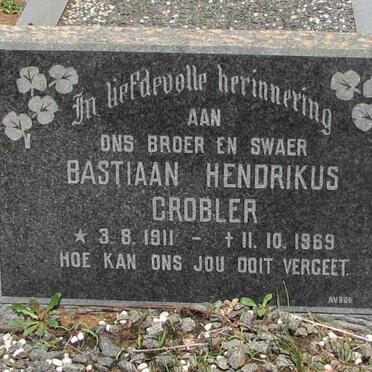 In liefdevolle herinnering
AAN
ONS BROER EN SWAER
BASTIAAN HENDRIKUS
GROBLER
* 3.8.1911 - † 11.10.1969
HOE KAN ONS JOU OOIT VERGEET.
AVBOB